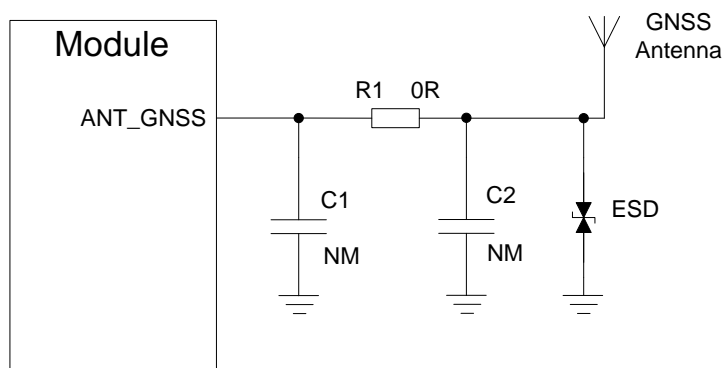 Module
GNSS
Antenna
R1 0R
ANT_GNSS
C1
C2
ESD
NM
NM